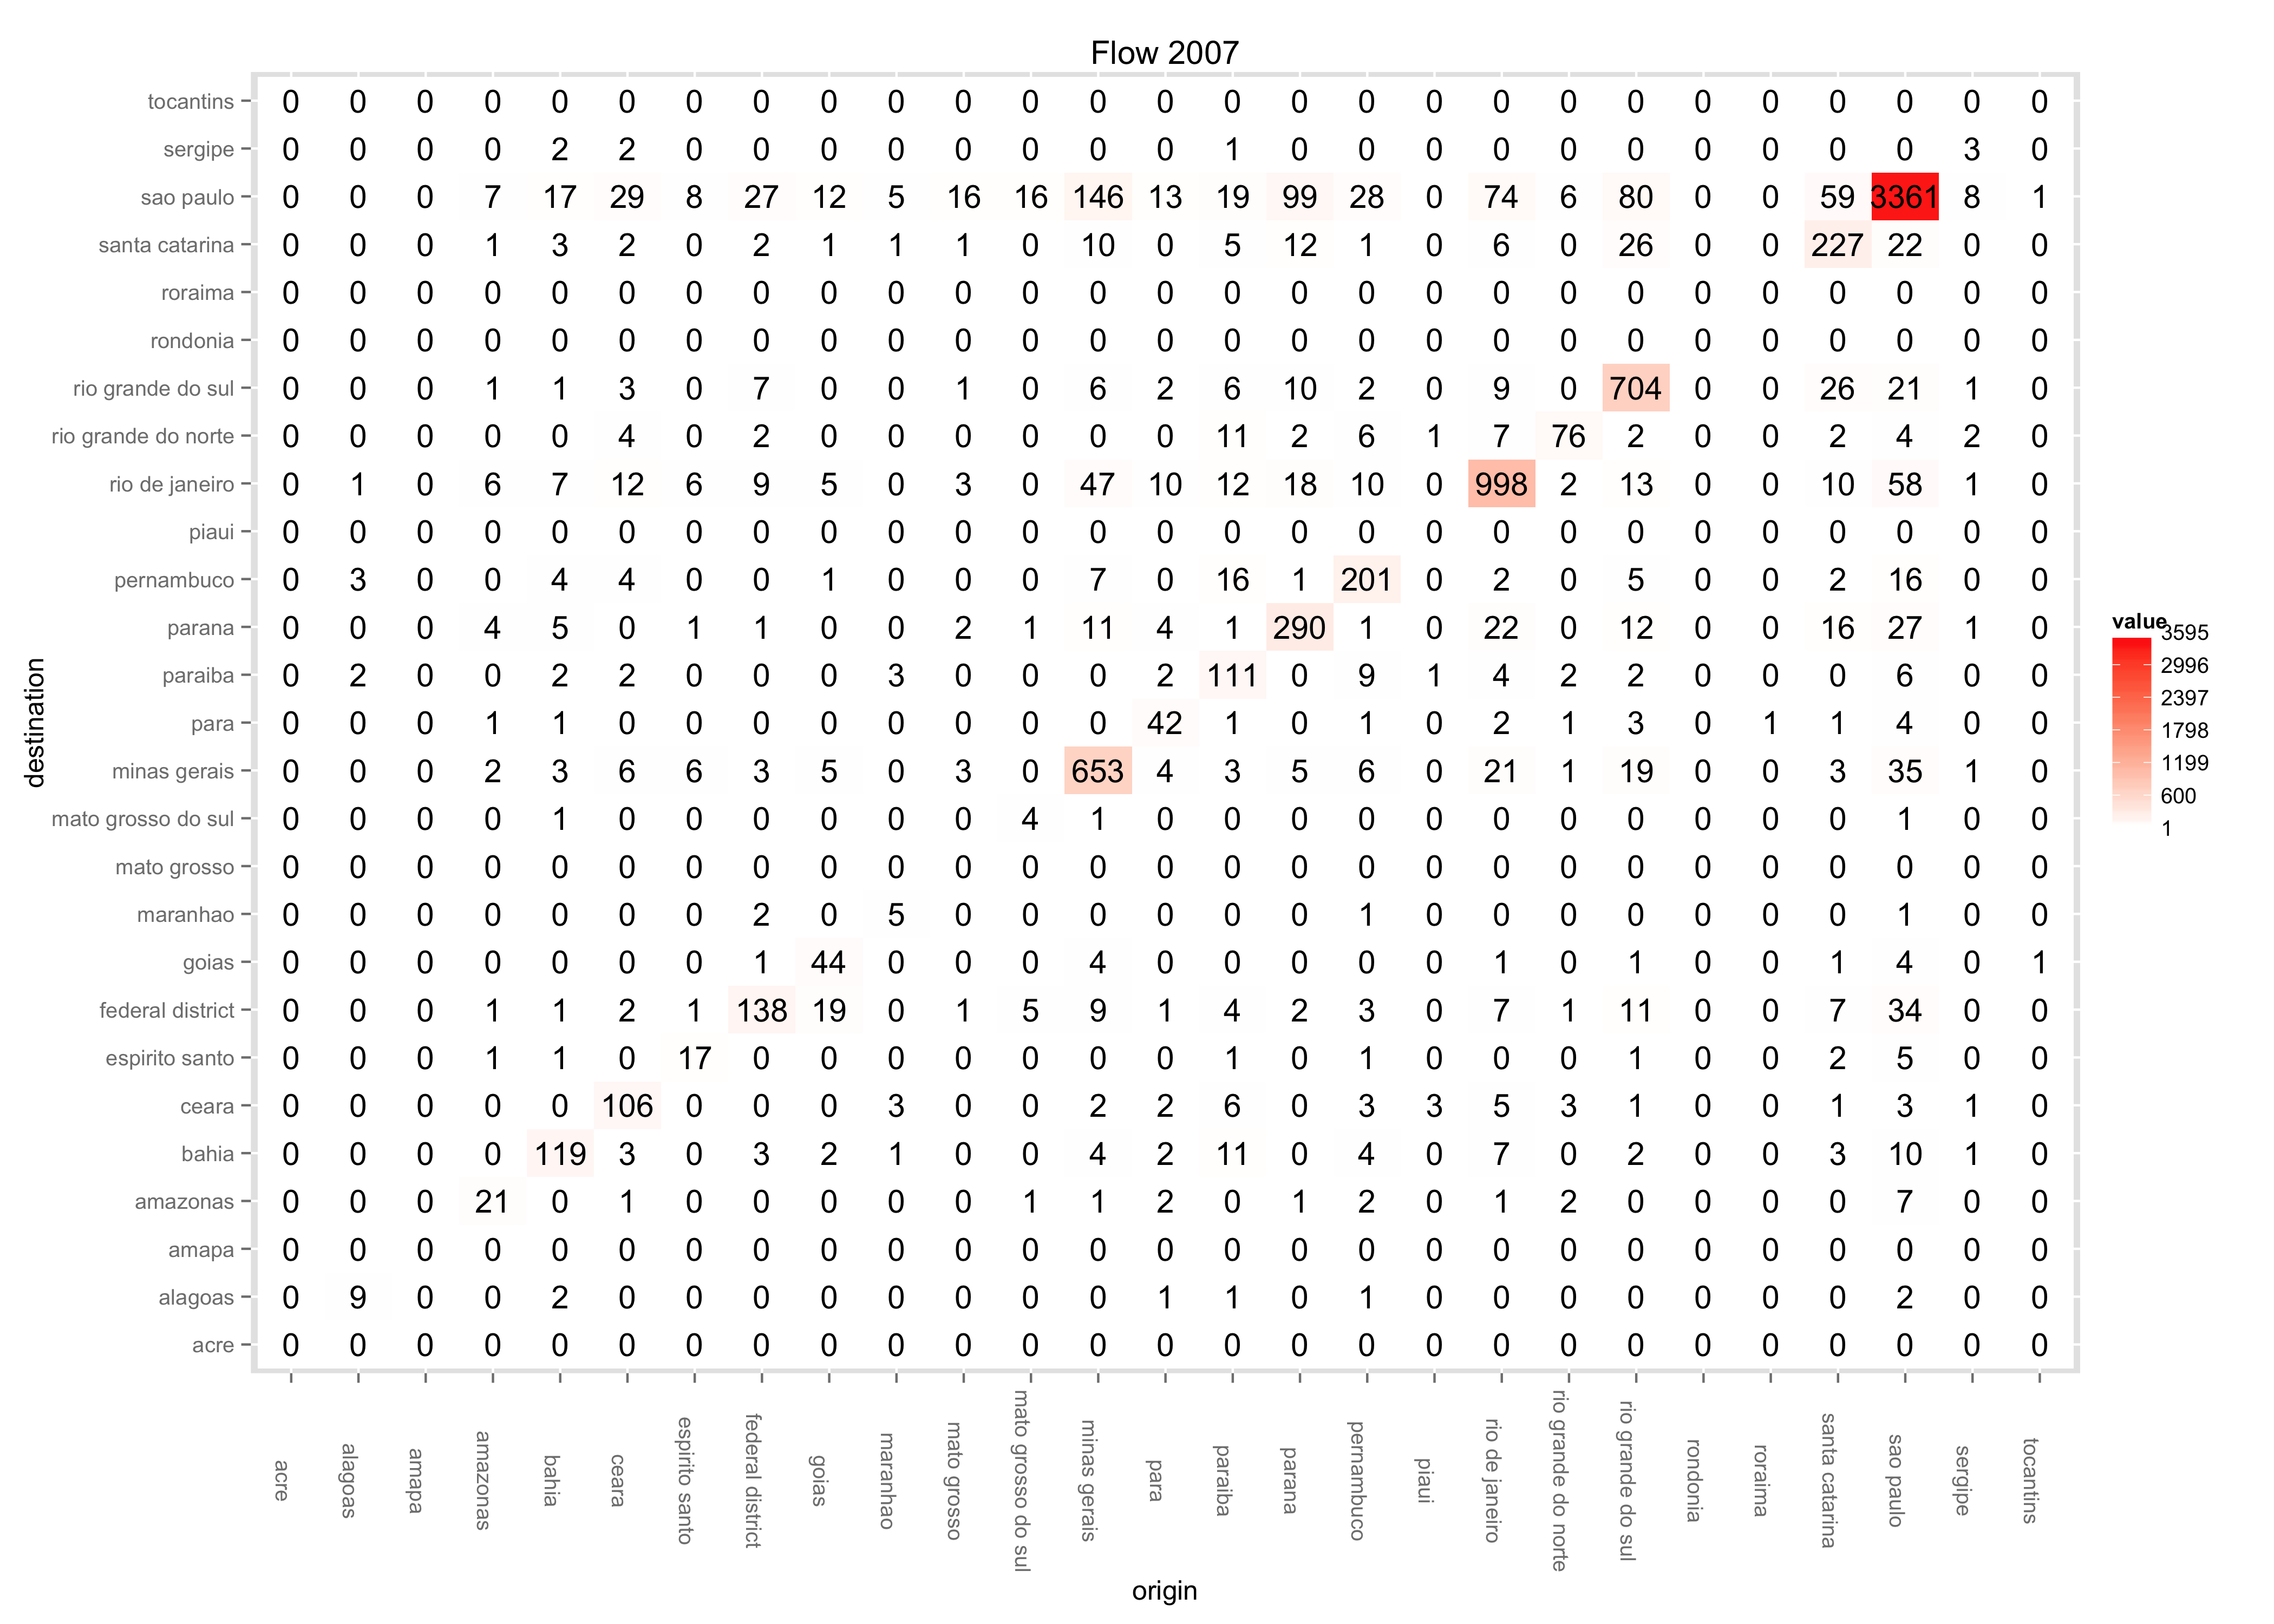 Flow 2007
tocantins 0 0 0 0 0 0 0 0 0 0 0 0 0 0 0 0 0 0 0 0 0 0 0 0 0 0 0
sergipe 0 0 0 0 2 2 0 0 0 0 0 0 0 0 1 0 0 0 0 0 0 0 0 0 0 3 0
sao paulo 0 0 0 7 17 29 8 27 12 5 16 16 146 13 19 99 28 0 74 6 80 0 0 59 3361 8 1
santa catarina 0 0 0 1 3 2 0 2 1 1 1 0 10 0 5 12 1 0 6 0 26 0 0 227 22 0 0
roraima 0 0 0 0 0 0 0 0 0 0 0 0 0 0 0 0 0 0 0 0 0 0 0 0 0 0 0
rondonia 0 0 0 0 0 0 0 0 0 0 0 0 0 0 0 0 0 0 0 0 0 0 0 0 0 0 0
rio grande do sul 0 0 0 1 1 3 0 7 0 0 1 0 6 2 6 10 2 0 9 0 704 0 0 26 21 1 0
rio grande do norte 0 0 0 0 0 4 0 2 0 0 0 0 0 0 11 2 6 1 7 76 2 0 0 2 4 2 0
rio de janeiro 0 1 0 6 7 12 6 9 5 0 3 0 47 10 12 18 10 0 998 2 13 0 0 10 58 1 0
piaui 0 0 0 0 0 0 0 0 0 0 0 0 0 0 0 0 0 0 0 0 0 0 0 0 0 0 0
pernambuco 0 3 0 0 4 4 0 0 1 0 0 0 7 0 16 1 201 0 2 0 5 0 0 2 16 0 0
parana 0 0 0 4 5 0 1 1 0 0 2 1 11 4 1 290 1 0 22 0 12 0 0 16 27 1 0
paraiba 0 2 0 0 2 2 0 0 0 3 0 0 0 2 111 0 9 1 4 2 2 0 0 0 6 0 0
para 0 0 0 1 1 0 0 0 0 0 0 0 0 42 1 0 1 0 2 1 3 0 1 1 4 0 0
minas gerais 0 0 0 2 3 6 6 3 5 0 3 0 653 4 3 5 6 0 21 1 19 0 0 3 35 1 0
mato grosso do sul 0 0 0 0 1 0 0 0 0 0 0 4 1 0 0 0 0 0 0 0 0 0 0 0 1 0 0
mato grosso 0 0 0 0 0 0 0 0 0 0 0 0 0 0 0 0 0 0 0 0 0 0 0 0 0 0 0
maranhao 0 0 0 0 0 0 0 2 0 5 0 0 0 0 0 0 1 0 0 0 0 0 0 0 1 0 0
goias 0 0 0 0 0 0 0 1 44 0 0 0 4 0 0 0 0 0 1 0 1 0 0 1 4 0 1
federal district 0 0 0 1 1 2 1 138 19 0 1 5 9 1 4 2 3 0 7 1 11 0 0 7 34 0 0
espirito santo 0 0 0 1 1 0 17 0 0 0 0 0 0 0 1 0 1 0 0 0 1 0 0 2 5 0 0
ceara 0 0 0 0 0 106 0 0 0 3 0 0 2 2 6 0 3 3 5 3 1 0 0 1 3 1 0
bahia 0 0 0 0 119 3 0 3 2 1 0 0 4 2 11 0 4 0 7 0 2 0 0 3 10 1 0
amazonas 0 0 0 21 0 1 0 0 0 0 0 1 1 2 0 1 2 0 1 2 0 0 0 0 7 0 0
amapa 0 0 0 0 0 0 0 0 0 0 0 0 0 0 0 0 0 0 0 0 0 0 0 0 0 0 0
alagoas 0 9 0 0 2 0 0 0 0 0 0 0 0 1 1 0 1 0 0 0 0 0 0 0 2 0 0
acre 0 0 0 0 0 0 0 0 0 0 0 0 0 0 0 0 0 0 0 0 0 0 0 0 0 0 0
destination
acre
alagoas
amapa
amazonas
bahia
ceara
espirito santo
federal district
goias
maranhao
mato grosso
mato grosso do sul
minas gerais
para
paraiba
parana
pernambuco
piaui
rio de janeiro
rio grande do norte
rio grande do sul
rondonia
roraima
santa catarina
sao paulo
sergipe
tocantins
origin
value
3595
2996
2397
1798
1199
600
1